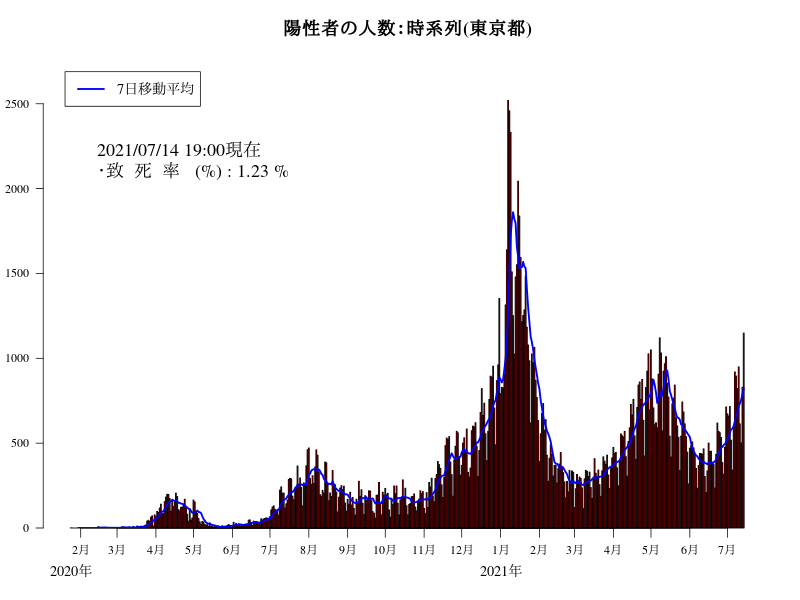 陽性者の人数：時系列(東京都)
7日移動平均
2021/07/14 19:00現在
・致 死 率 (%) : 1.23 %
2500
2000
1500
1000
500
0
2月 3月 4月 5月 6月 7月 8月 9月 10月 11月 12月 1月 2月 3月 4月 5月 6月 7月
2020年 2021年